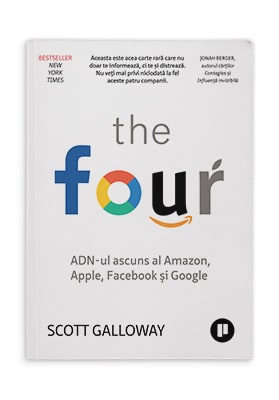 BESTSELLER
NEW
YORK
TIMES
Aceasta este acea carte rară care nu
doar te informează, ci te și distrează.
Nu veți mai privi niciodată la fel
aceste patru companii.
JONAH BERGER,
autorul cărților
Contagios și
Influență invizibilă
the
four
ADN-ul ascuns al Amazon,
Apple, Facebook și Google
SCOTT GALLOWAY
p